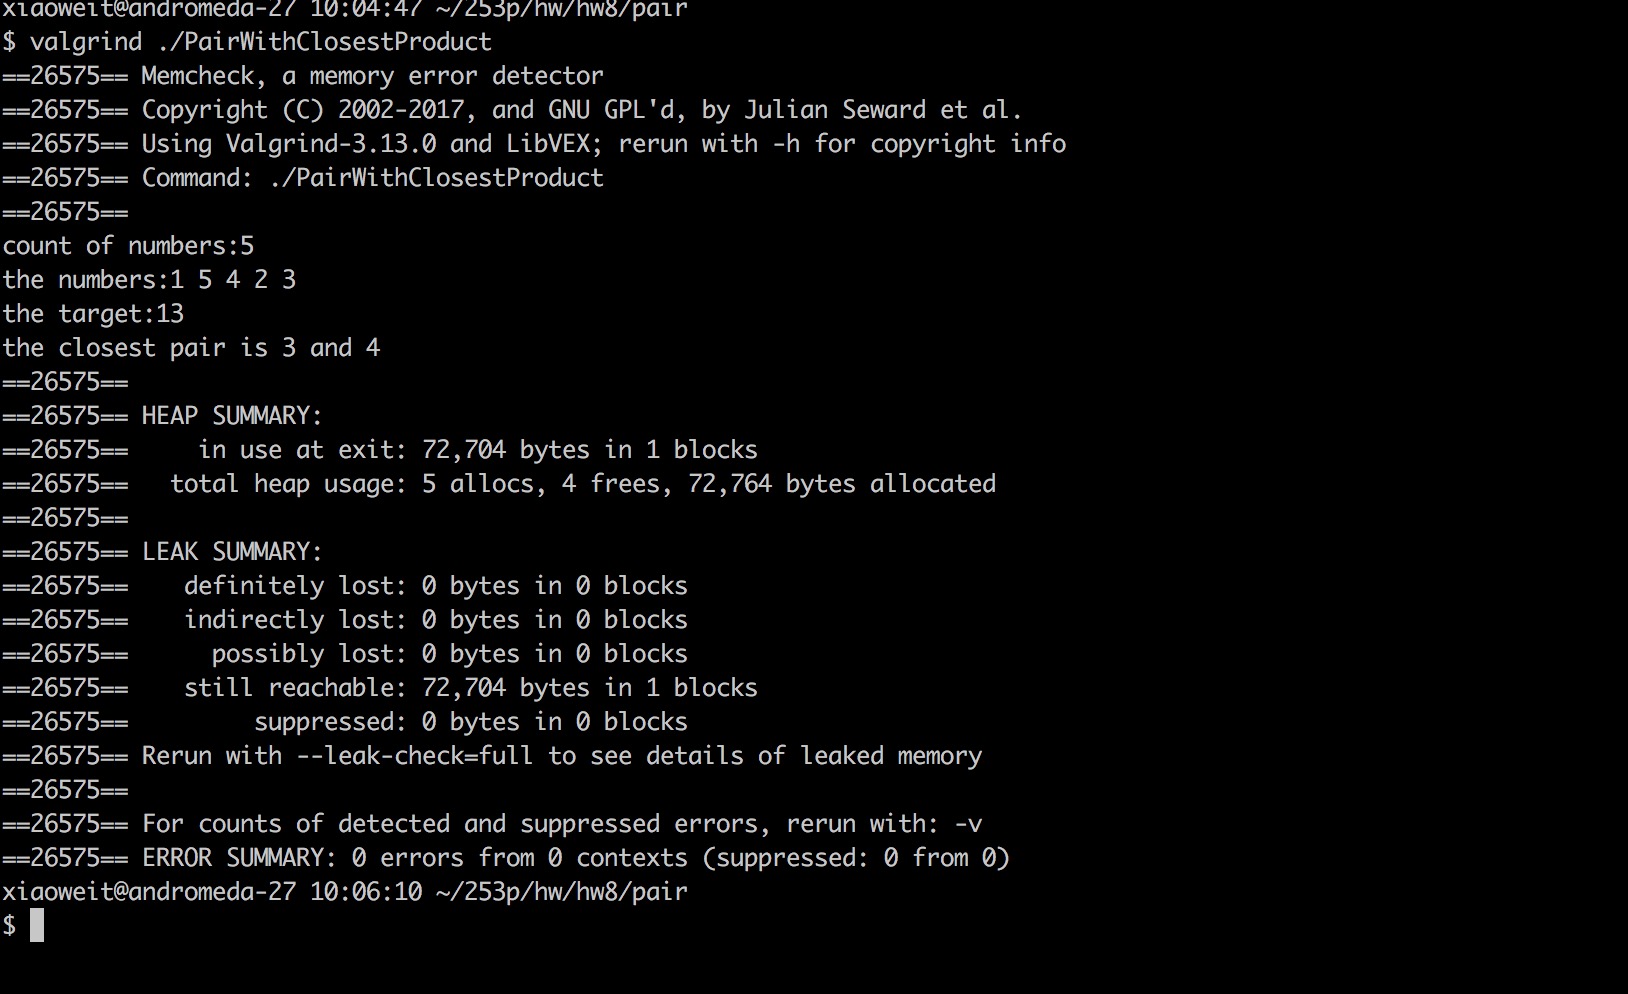 xiaoweit@andromeda-27 10:04:47 ~/253p/hw/hw8/pair
$ valgrind ./PairWithClosestProduct
==26575== Memcheck, a memory error detector
==26575== Copyright (C) 2002-2017, and GNU GPL'd, by Julian Seward et al.
==26575== Using Valgrind-3.13.0 and LibVEX; rerun with -h for copyright info
==26575== Command: ./PairWithClosestProduct
==26575==
count of numbers:5
the numbers:1 5 4 2 3
the target:13
the closest pair is 3 and 4
==26575==
==26575== HEAP SUMMARY:
==26575==     in use at exit: 72,704 bytes in 1 blocks
==26575==   total heap usage: 5 allocs, 4 frees, 72,764 bytes allocated
==26575==
==26575== LEAK SUMMARY:
==26575==    definitely lost: 0 bytes in 0 blocks
==26575==    indirectly lost: 0 bytes in 0 blocks
==26575==      possibly lost: 0 bytes in 0 blocks
==26575==    still reachable: 72,704 bytes in 1 blocks
==26575==         suppressed: 0 bytes in 0 blocks
==26575== Rerun with --leak-check=full to see details of leaked memory
==26575==
==26575== For counts of detected and suppressed errors, rerun with: -v
==26575== ERROR SUMMARY: 0 errors from 0 contexts (suppressed: 0 from 0)
xiaoweit@andromeda-27 10:06:10 ~/253p/hw/hw8/pair
$